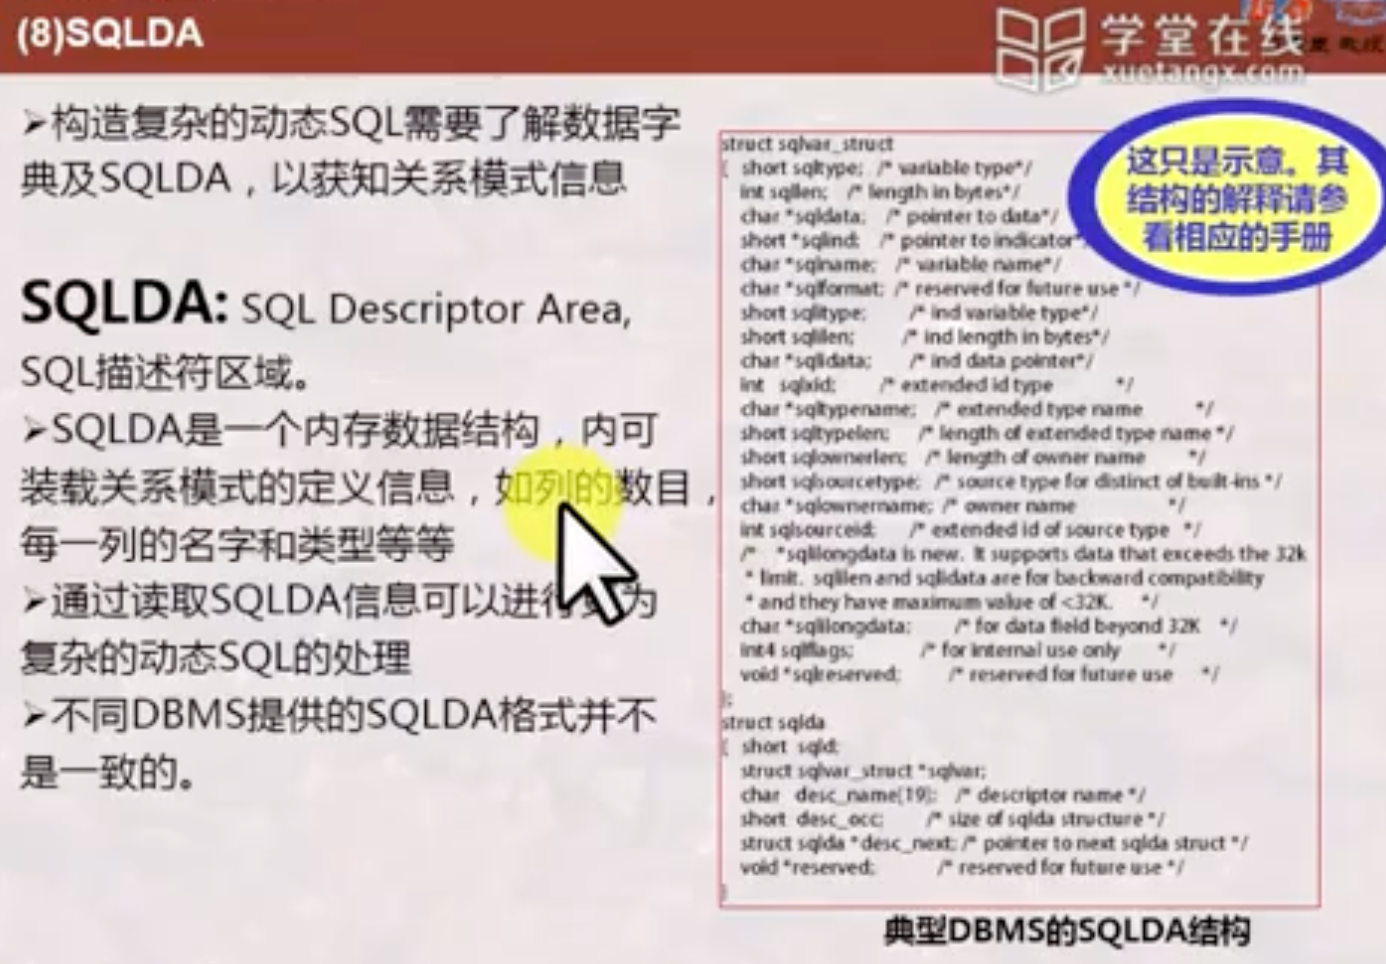 (8)SQLDA
学堂在线
xuetangx.com
➢构造复杂的动态SQL需要了解数据字
典及SQLDA，以获知关系模式信息
SQLDA: SQL Descriptor Area,
SQL描述符区域。
➢SQLDA是一个内存数据结构，内可
装载关系模式的定义信息，如列的数目，
每一列的名字和类型等等
➢通过读取SQLDA信息可以进行更为
复杂的动态SQL的处理
➢不同DBMS提供的SQLDA格式并不
是一致的。
这只是示意。其
结构的解释请参
看相应的手册
struct sqlvar_struct
{ short sqltype; /* variable type*/
int sqllen; /* length in bytes*/
char *sqldata; /* pointer to data*/
short *sqlind; /* pointer to indicator*/
char *sqlname; /* variable name*/
char *sqlformat; /* reserved for future use */
short sqlitype; /* ind variable type*/
short sqlilen; /* ind length in bytes*/
char *sqlidata; /* ind data pointer*/
int sqlxid; /* extended id type */
char *sqltypename; /* extended type name */
short sqltypelen; /* length of extended type name */
short sqlownerlen; /* length of owner name */
short sqlsourcetype; /* source type for distinct of built-ins */
char *sqlownername; /* owner name */
int sqlsourceid; /* extended id of source type */
/* *sqlilongdata is new. It supports data that exceeds the 32k
* limit. sqlilen and sqlidata are for backward compatibility
* and they have maximum value of <32K. */
char *sqlilongdata; /* for data field beyond 32K */
int4 sqlflags; /* for internal use only */
void *sqlreserved; /* reserved for future use */
};
struct sqlda
{ short sqld;
struct sqlvar_struct *sqlvar;
char desc_name[19]; /* descriptor name */
short desc_occ; /* size of sqlda structure */
struct sqlda *desc_next; /* pointer to next sqlda struct */
void *reserved; /* reserved for future use */
}
典型DBMS的SQLDA结构